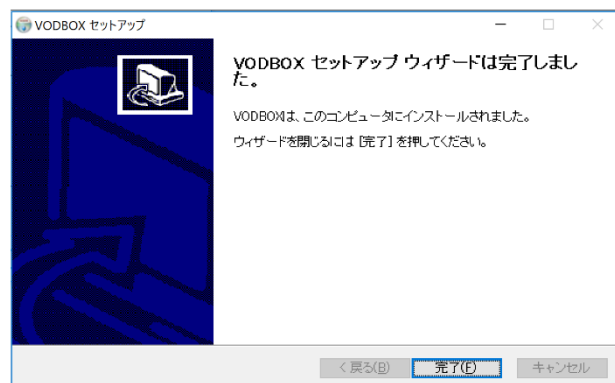 VODBOX セットアップ
VODBOX セットアップ ウィザードは完了しまし
た。
VODBOXは、このコンピュータにインストールされました。
ウィザードを閉じるには [完了] を押してください。
< 戻る(B)
完了(F)
キャンセル